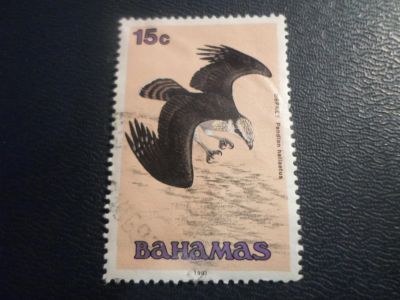 15c
OSPREY Pandion haliaetus
BAHAMAS
1991